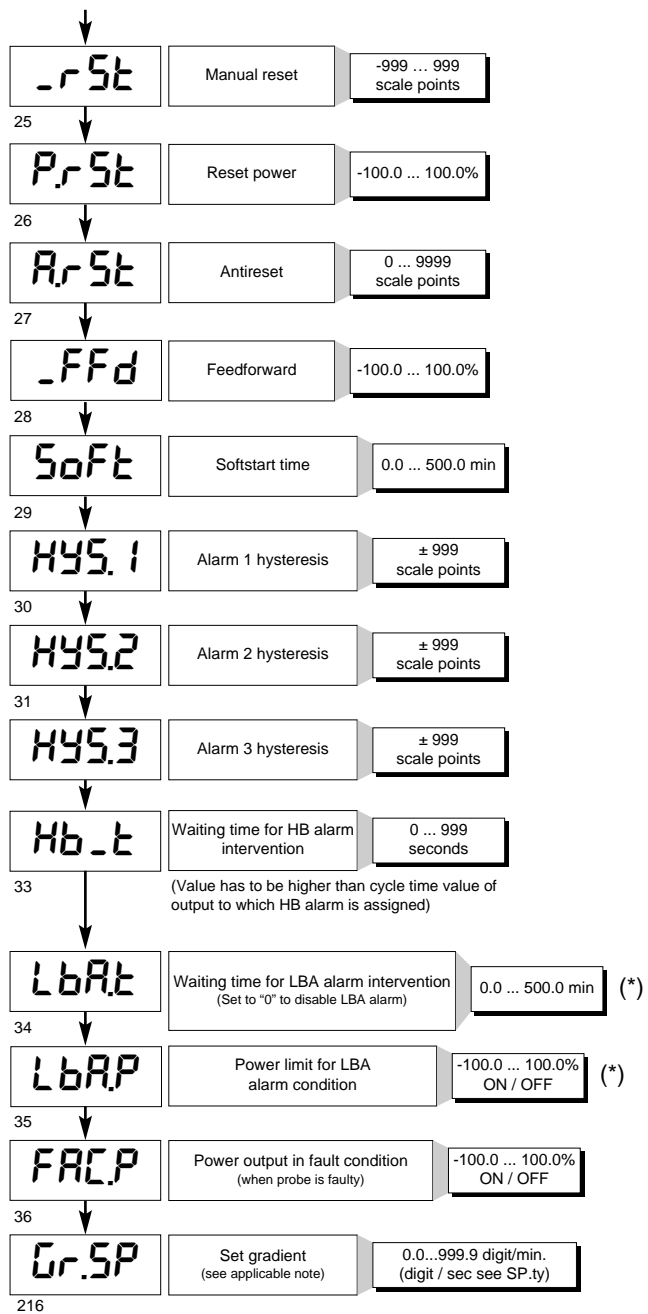 _rSt
Manual reset
-999 ... 999
scale points
25
P.rSt
Reset power
-100.0 ... 100.0%
26
A.rSt
Antireset
0 ... 9999
scale points
27
_FFd
Feedforward
-100.0 ... 100.0%
28
SoFt
Softstart time
0.0 ... 500.0 min
29
HYS.1
Alarm 1 hysteresis
± 999
scale points
30
HYS.2
Alarm 2 hysteresis
± 999
scale points
31
HYS.3
Alarm 3 hysteresis
± 999
scale points
Hb_t
Waiting time for HB alarm
intervention
0 ... 999
seconds
33
(Value has to be higher than cycle time value of
output to which HB alarm is assigned)
LbA.t
Waiting time for LBA alarm intervention
(Set to “0” to disable LBA alarm)
0.0 ... 500.0 min
(*)
34
LbA.P
Power limit for LBA
alarm condition
-100.0 ... 100.0%
ON / OFF
(*)
35
FAC.P
Power output in fault condition
(when probe is faulty)
-100.0 ... 100.0%
ON / OFF
36
Gr.SP
Set gradient
(see applicable note)
0.0...999.9 digit/min.
(digit / sec see SP.ty)
216